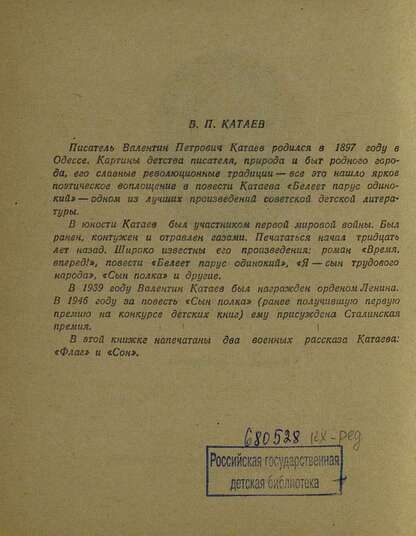 В. П. КАТАЕВ
Писатель Валентин Петрович Катаев родился в 1897 году в
Одессе. Картины детства писателя, природа и быт родного горо-
да, его славные революционные традиции — все это нашло яркое
поэтическое воплощение в повести Катаева «Белеет парус одино-
кий» — одном из лучших произведений советской детской литера-
туры.
В юности Катаев был участником первой мировой войны. Был
ранен, контужен и отравлен газами. Печататься начал тридцать
лет назад. Широко известны его произведения: роман «Время,
вперед!», повести «Белеет парус одинокий», «Я — сын трудового
народа», «Сын полка» и другие.
В 1939 году Валентин Катаев был награжден орденом Ленина.
В 1946 году за повесть «Сын полка» (ранее получившую первую
премию на конкурсе детских книг) ему присуждена Сталинская
премия.
В этой книжке напечатаны два военных рассказа Катаева:
«Флаг» и «Сон».
680528
Российская государственная
детская библиотека